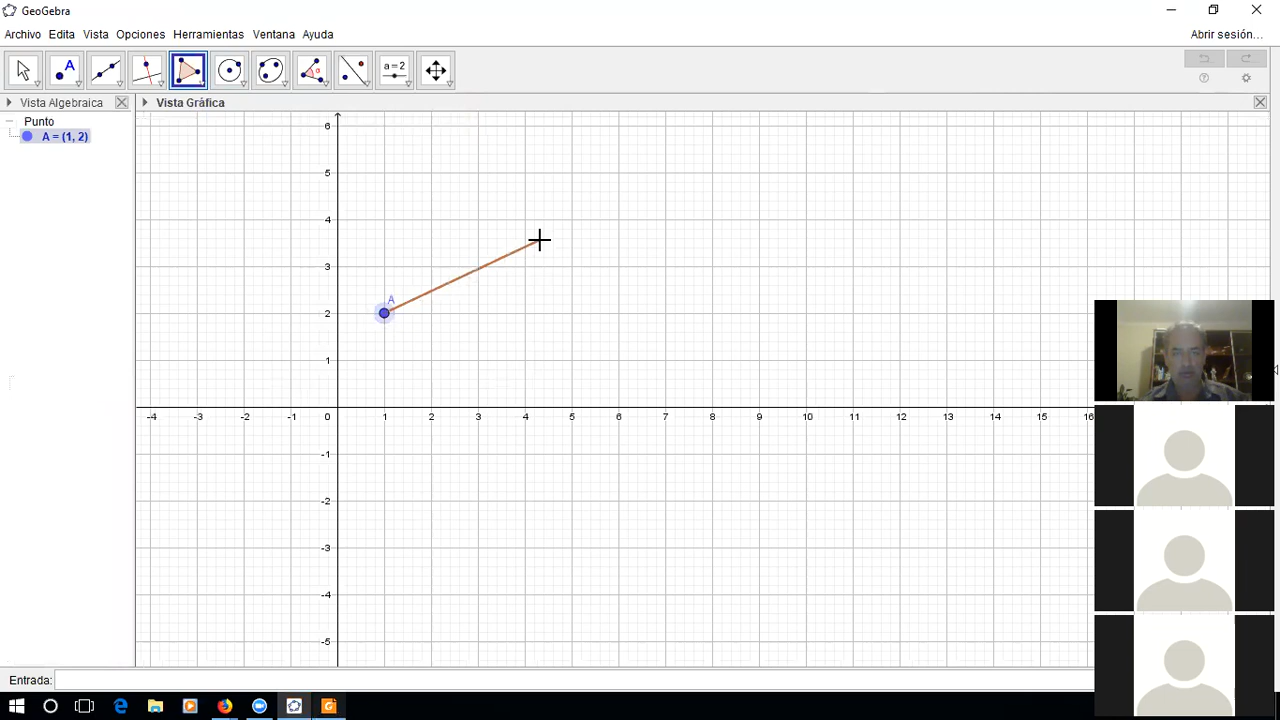 GeoGebra
Archivo Edita Vista Opciones Herramientas Ventana Ayuda
Abrir sesión...
A
α
a = 2
Vista Algebraica
Vista Gráfica
Punto
A = (1, 2)
6
5
4
3
A
2
1
-4 -3 -2 -1 0 1 2 3 4 5 6 7 8 9 10 11 12 13 14 15 16
-1
-2
-3
-4
-5
Entrada: